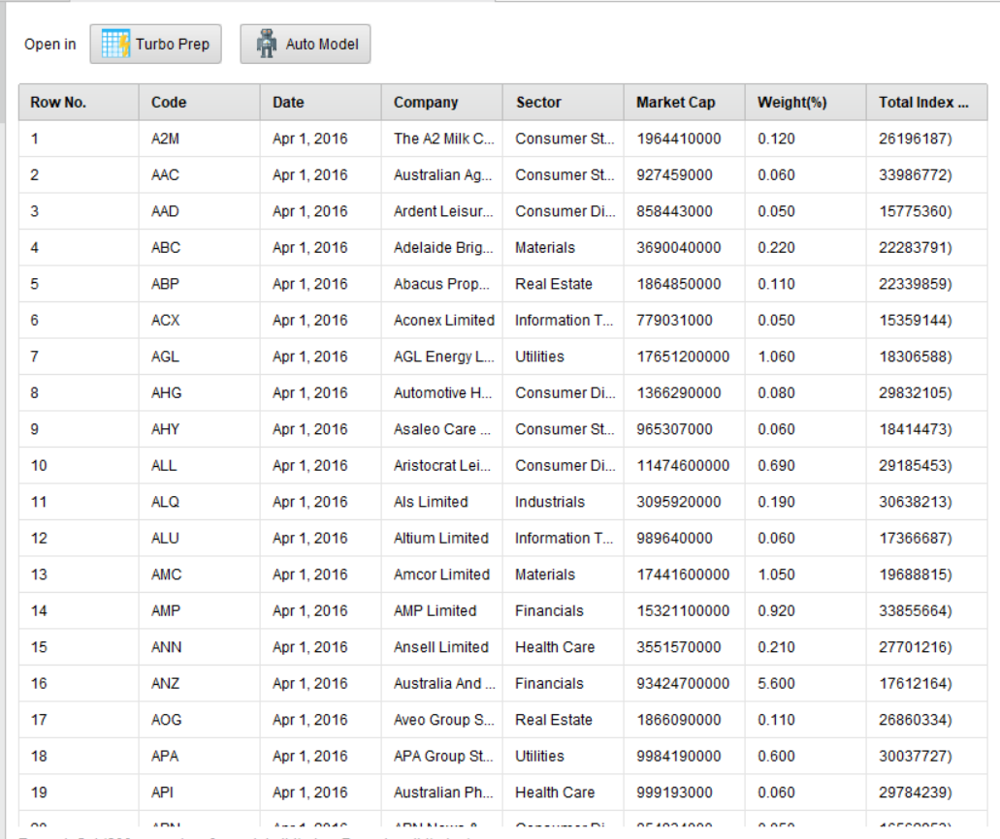 Open in Turbo Prep Auto Model
Row No. Code Date Company Sector Market Cap Weight(%) Total Index ...
1 A2M Apr 1, 2016 The A2 Milk C... Consumer St... 1964410000 0.120 26196187)
2 AAC Apr 1, 2016 Australian Ag... Consumer St... 927459000 0.060 33986772)
3 AAD Apr 1, 2016 Ardent Leisur... Consumer Di... 858443000 0.050 15775360)
4 ABC Apr 1, 2016 Adelaide Brig... Materials 3690040000 0.220 22283791)
5 ABP Apr 1, 2016 Abacus Prop... Real Estate 1864850000 0.110 22339859)
6 ACX Apr 1, 2016 Aconex Limited Information T... 779031000 0.050 15359144)
7 AGL Apr 1, 2016 AGL Energy L... Utilities 17651200000 1.060 18306588)
8 AHG Apr 1, 2016 Automotive H... Consumer Di... 1366290000 0.080 29832105)
9 AHY Apr 1, 2016 Asaleo Care ... Consumer St... 965307000 0.060 18414473)
10 ALL Apr 1, 2016 Aristocrat Lei... Consumer Di... 11474600000 0.690 29185453)
11 ALQ Apr 1, 2016 Als Limited Industrials 3095920000 0.190 30638213)
12 ALU Apr 1, 2016 Altium Limited Information T... 989640000 0.060 17366687)
13 AMC Apr 1, 2016 Amcor Limited Materials 17441600000 1.050 19688815)
14 AMP Apr 1, 2016 AMP Limited Financials 15321100000 0.920 33855664)
15 ANN Apr 1, 2016 Ansell Limited Health Care 3551570000 0.210 27701216)
16 ANZ Apr 1, 2016 Australia And ... Financials 93424700000 5.600 17612164)
17 AOG Apr 1, 2016 Aveo Group S... Real Estate 1866090000 0.110 26860334)
18 APA Apr 1, 2016 APA Group St... Utilities 9984190000 0.600 30037727)
19 API Apr 1, 2016 Australian Ph... Health Care 999193000 0.060 29784239)